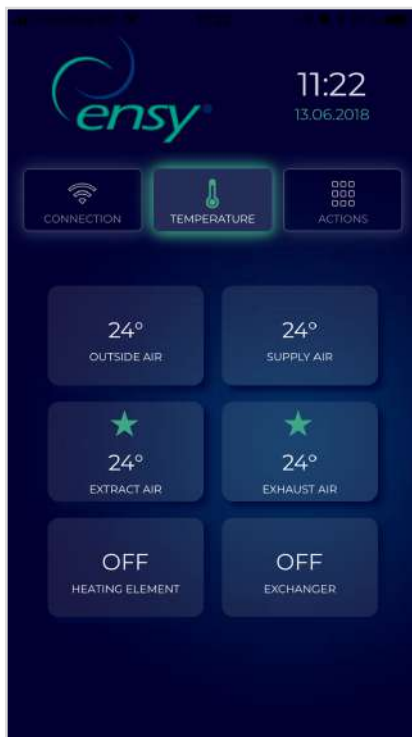 ensy
11:22
13.06.2018
CONNECTION
TEMPERATURE
ACTIONS
24°
OUTSIDE AIR
24°
SUPPLY AIR
24°
EXTRACT AIR
24°
EXHAUST AIR
OFF
HEATING ELEMENT
OFF
EXCHANGER